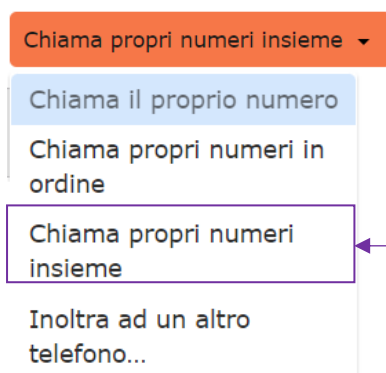 Chiama propri numeri insieme
Chiama il proprio numero
Chiama propri numeri in
ordine
Chiama propri numeri
insieme
Inoltra ad un altro
telefono...